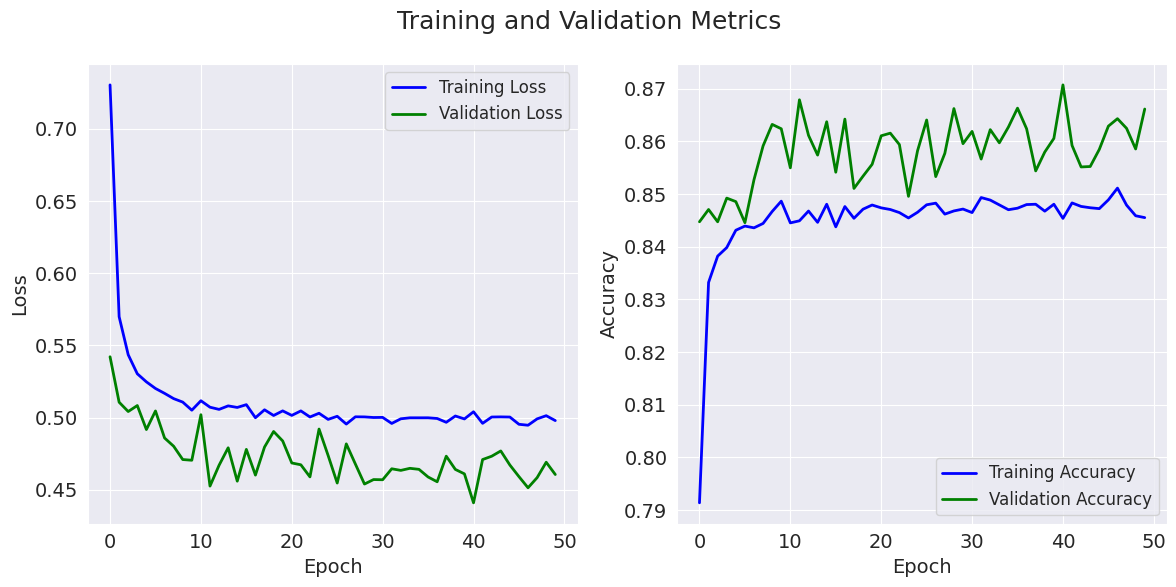 Training and Validation Metrics
Training Loss
Validation Loss
0.70
0.65
0.60
0.55
0.50
0.45
Loss
0 10 20 30 40 50
Epoch
0.87
0.86
0.85
0.84
0.83
0.82
0.81
0.80
0.79
Accuracy
Training Accuracy
Validation Accuracy
0 10 20 30 40 50
Epoch